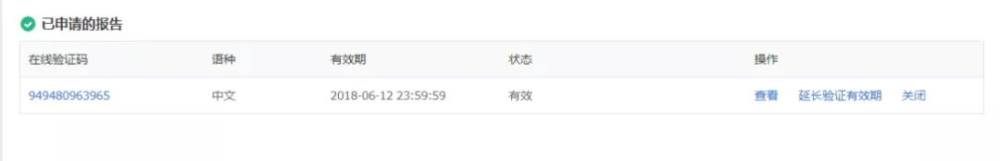 已申请的报告
在线验证码 语种 有效期 状态 操作
949480963965 中文 2018-06-12 23:59:59 有效 查看 延长验证有效期 关闭